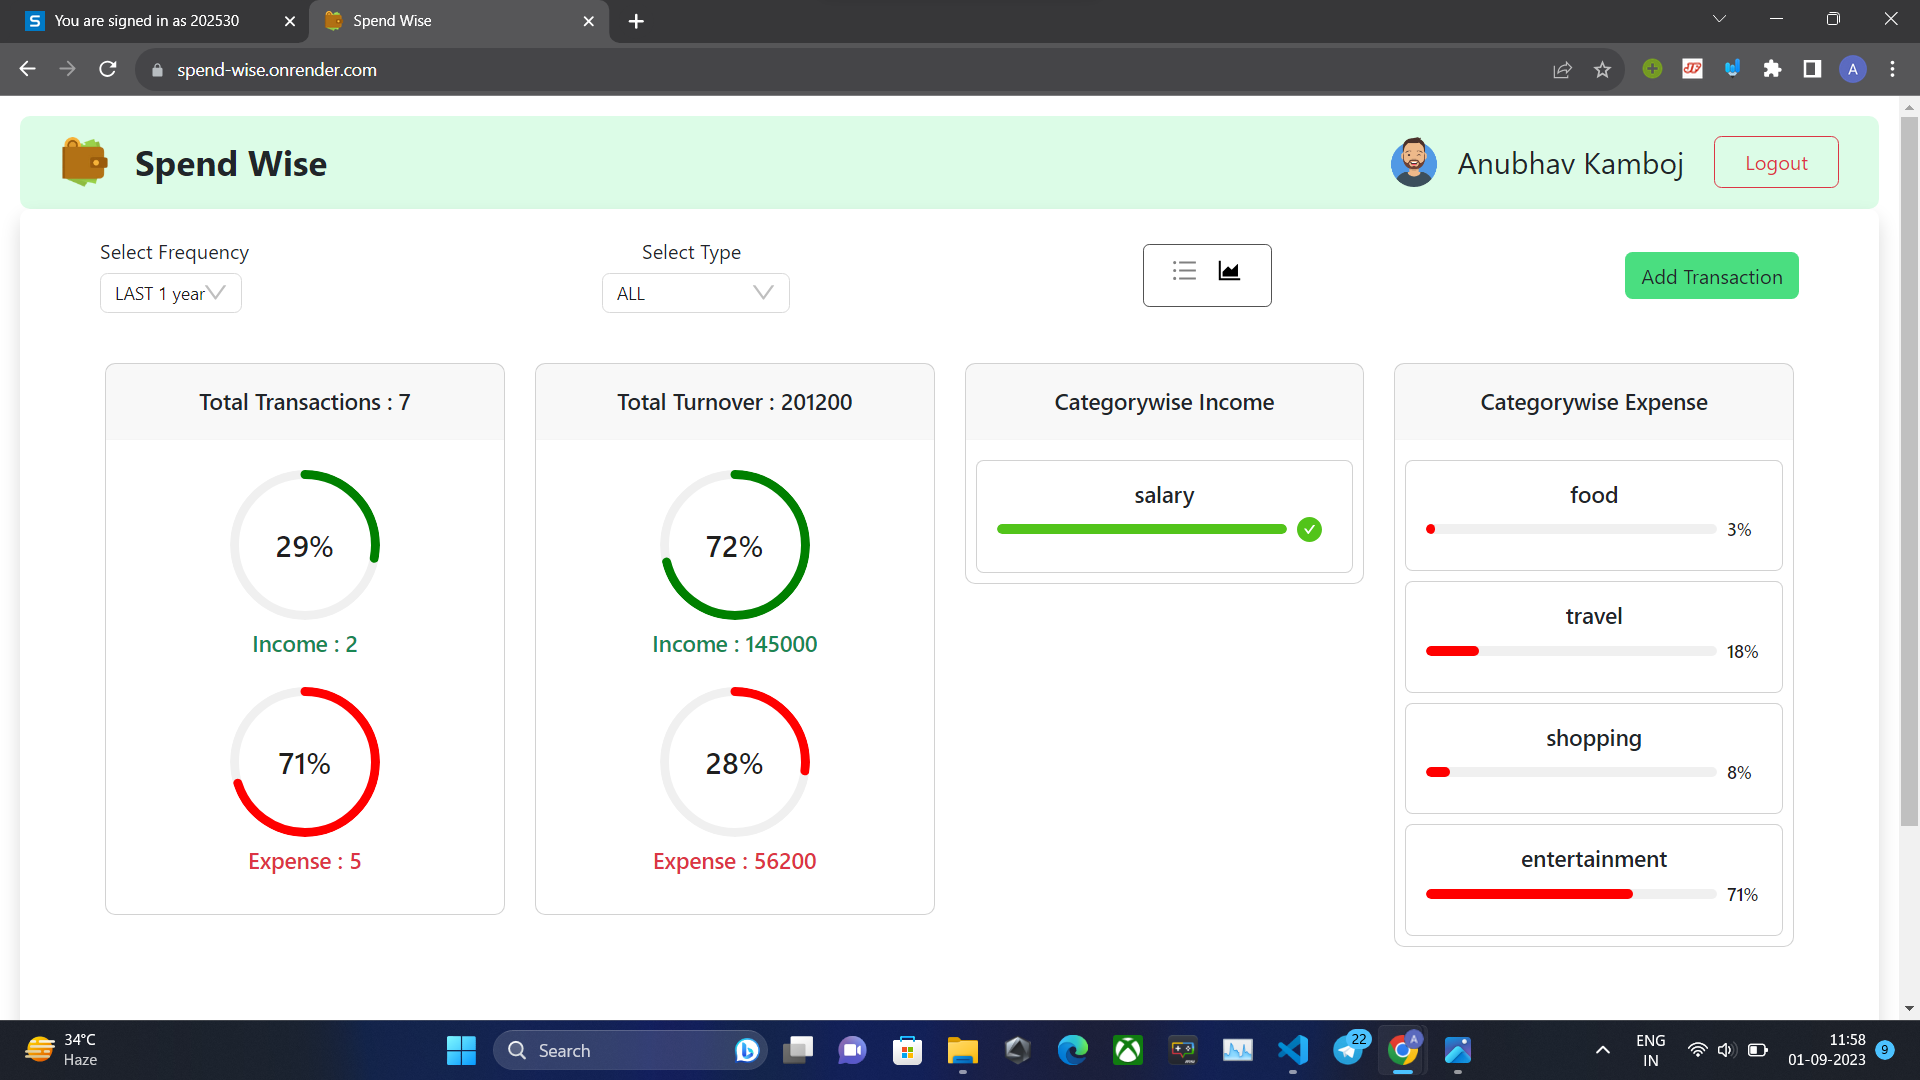 You are signed in as 202530
Spend Wise
spend-wise.onrender.com
A
Spend Wise
Anubhav Kamboj
Logout
Select Frequency
Select Type
LAST 1 year
ALL
Add Transaction
Total Transactions : 7
29%
Income : 2
71%
Expense : 5
Total Turnover : 201200
72%
Income : 145000
28%
Expense : 56200
Categorywise Income
salary
Categorywise Expense
food
3%
travel
18%
shopping
8%
entertainment
71%
34°C
Haze
Search
22
A
ENG
IN
11:58
01-09-2023
9